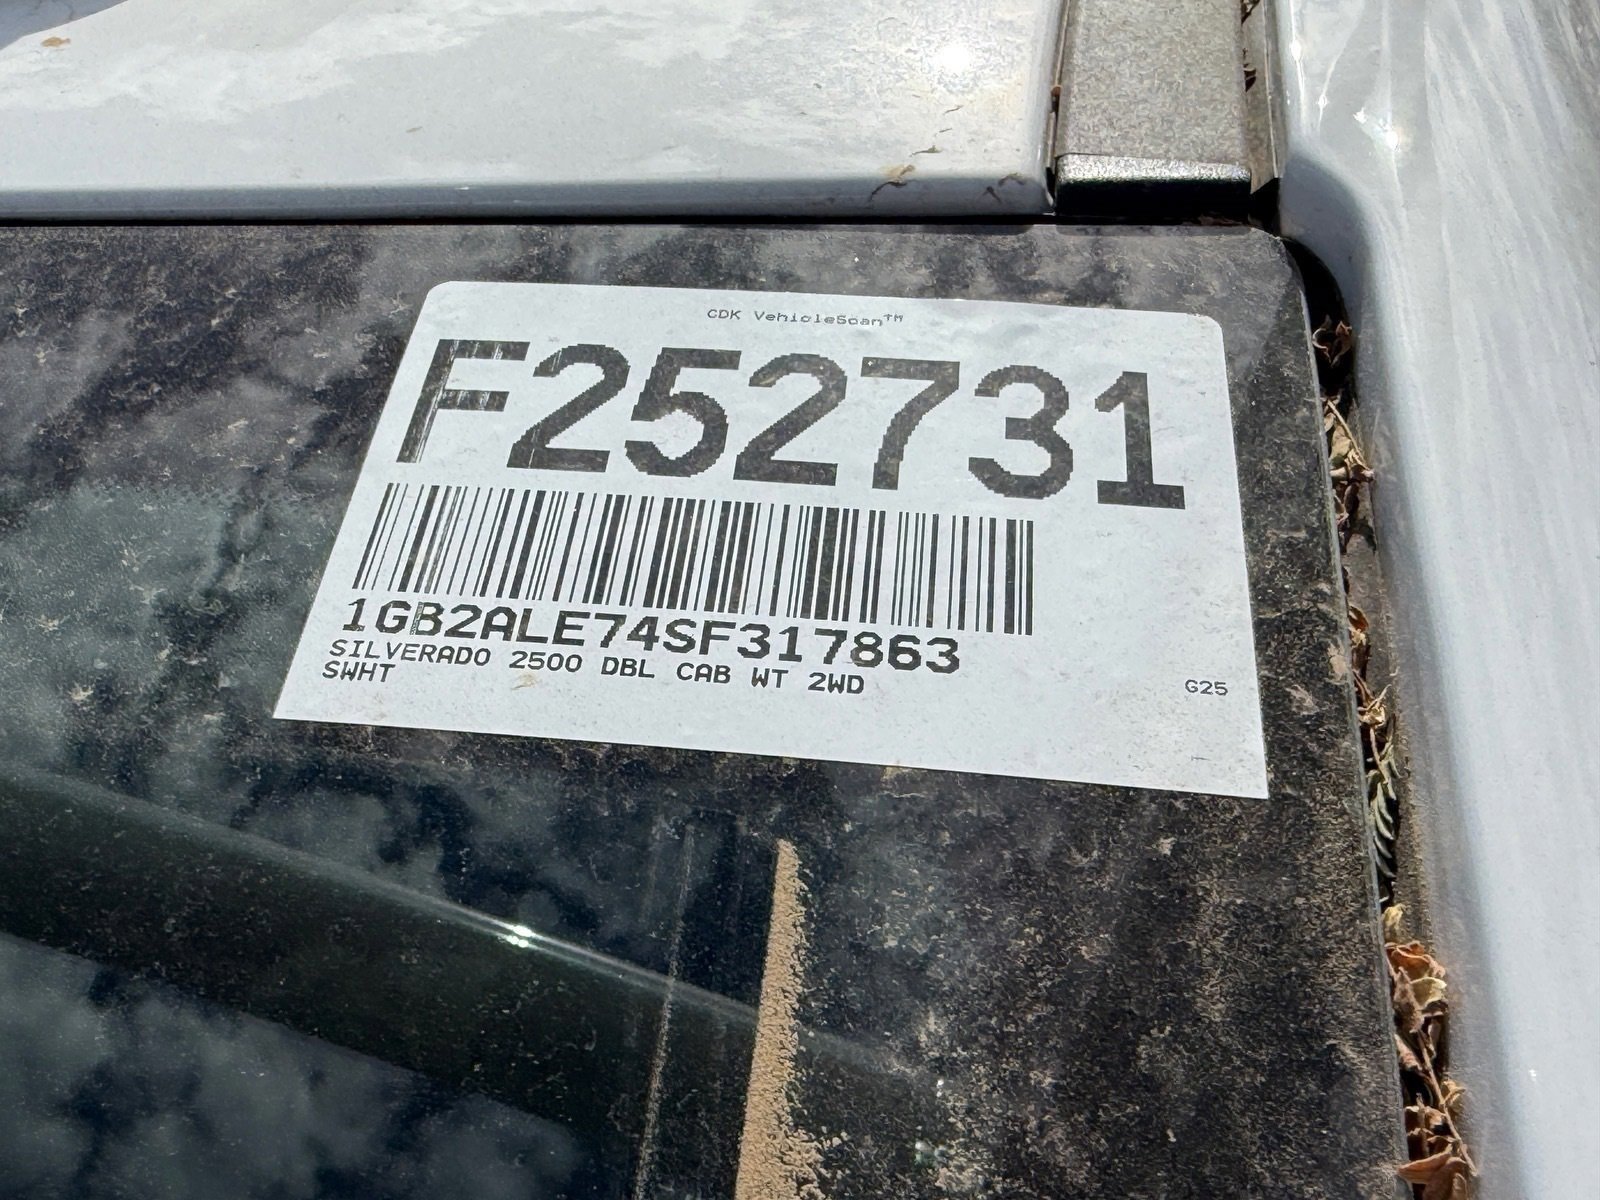 CDK VehicleScan™
F252731
1GB2ALE74SF317863
SILVERADO 2500 DBL CAB WT 2WD
SWHT
G25